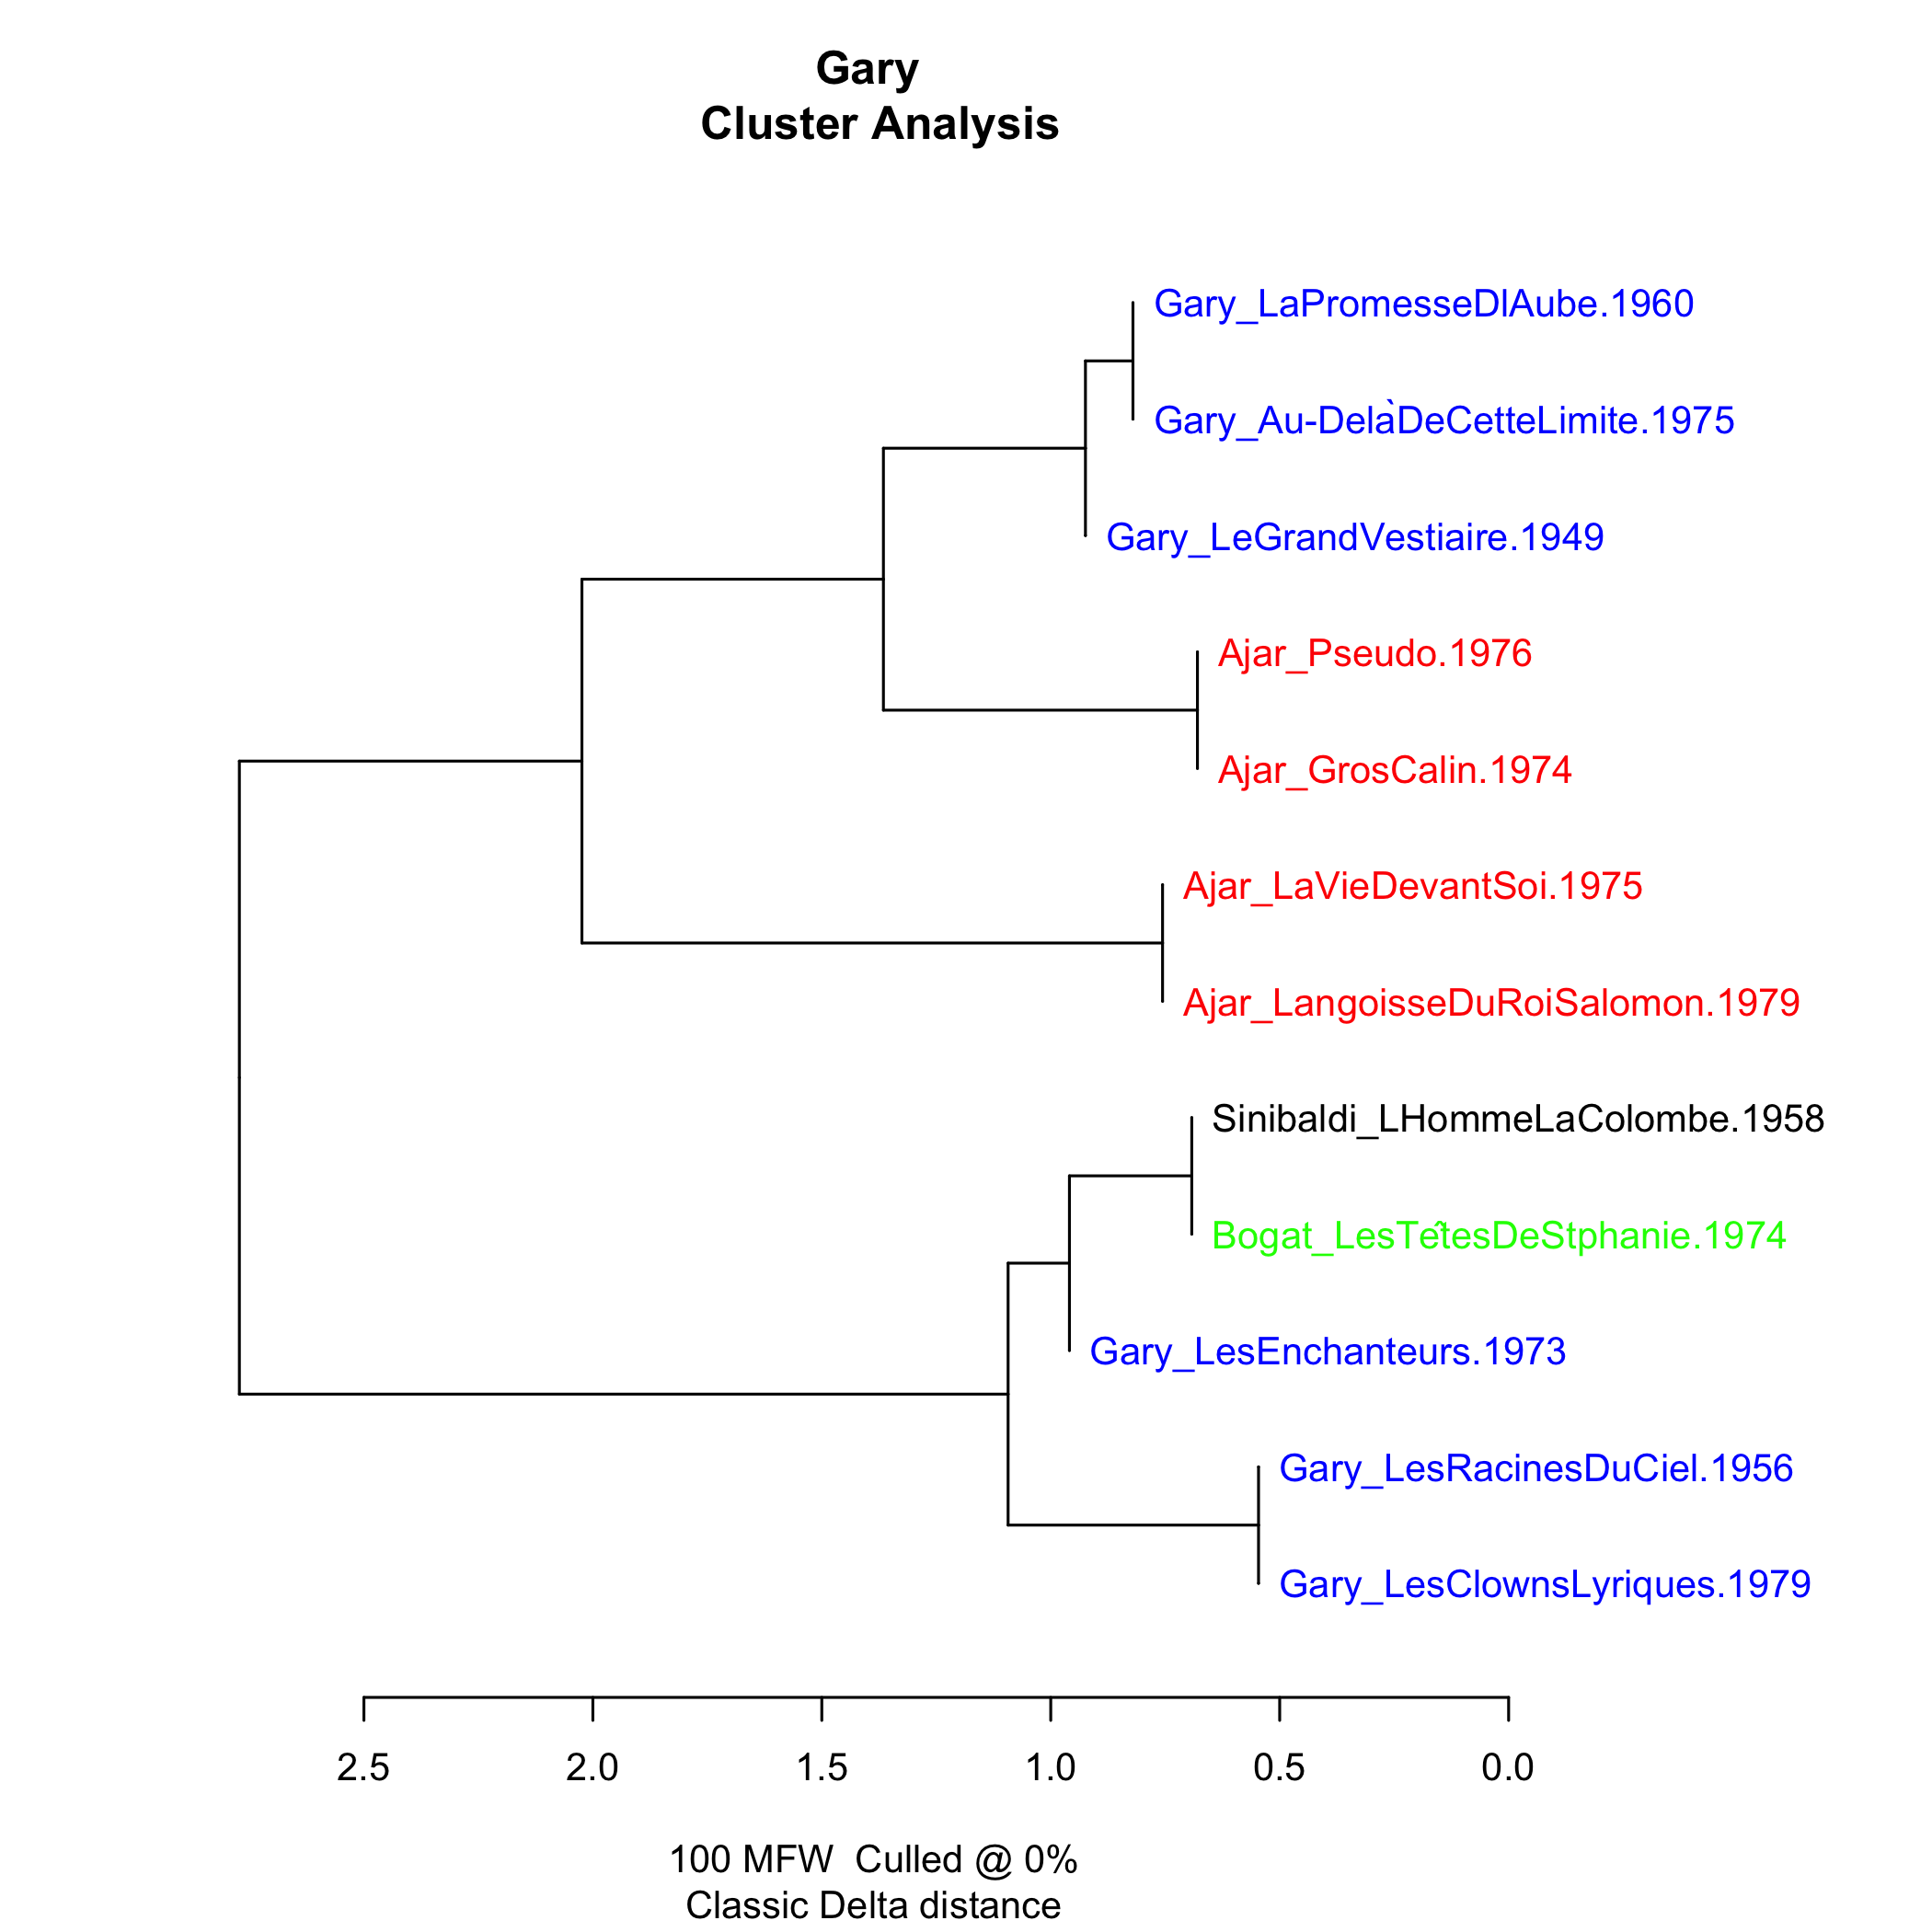 Gary
Cluster Analysis
Gary_LaPromesseDlAube.1960
Gary_Au-DelàDeCetteLimite.1975
Gary_LeGrandVestiaire.1949
Ajar_Pseudo.1976
Ajar_GrosCalin.1974
Ajar_LaVieDevantSoi.1975
Ajar_LangoisseDuRoiSalomon.1979
Sinibaldi_LHommeLaColombe.1958
Bogat_LesTêtesDeStphanie.1974
Gary_LesEnchanteurs.1973
Gary_LesRacinesDuCiel.1956
Gary_LesClownsLyriques.1979
2.5 2.0 1.5 1.0 0.5 0.0
100 MFW Culled @ 0%
Classic Delta distance